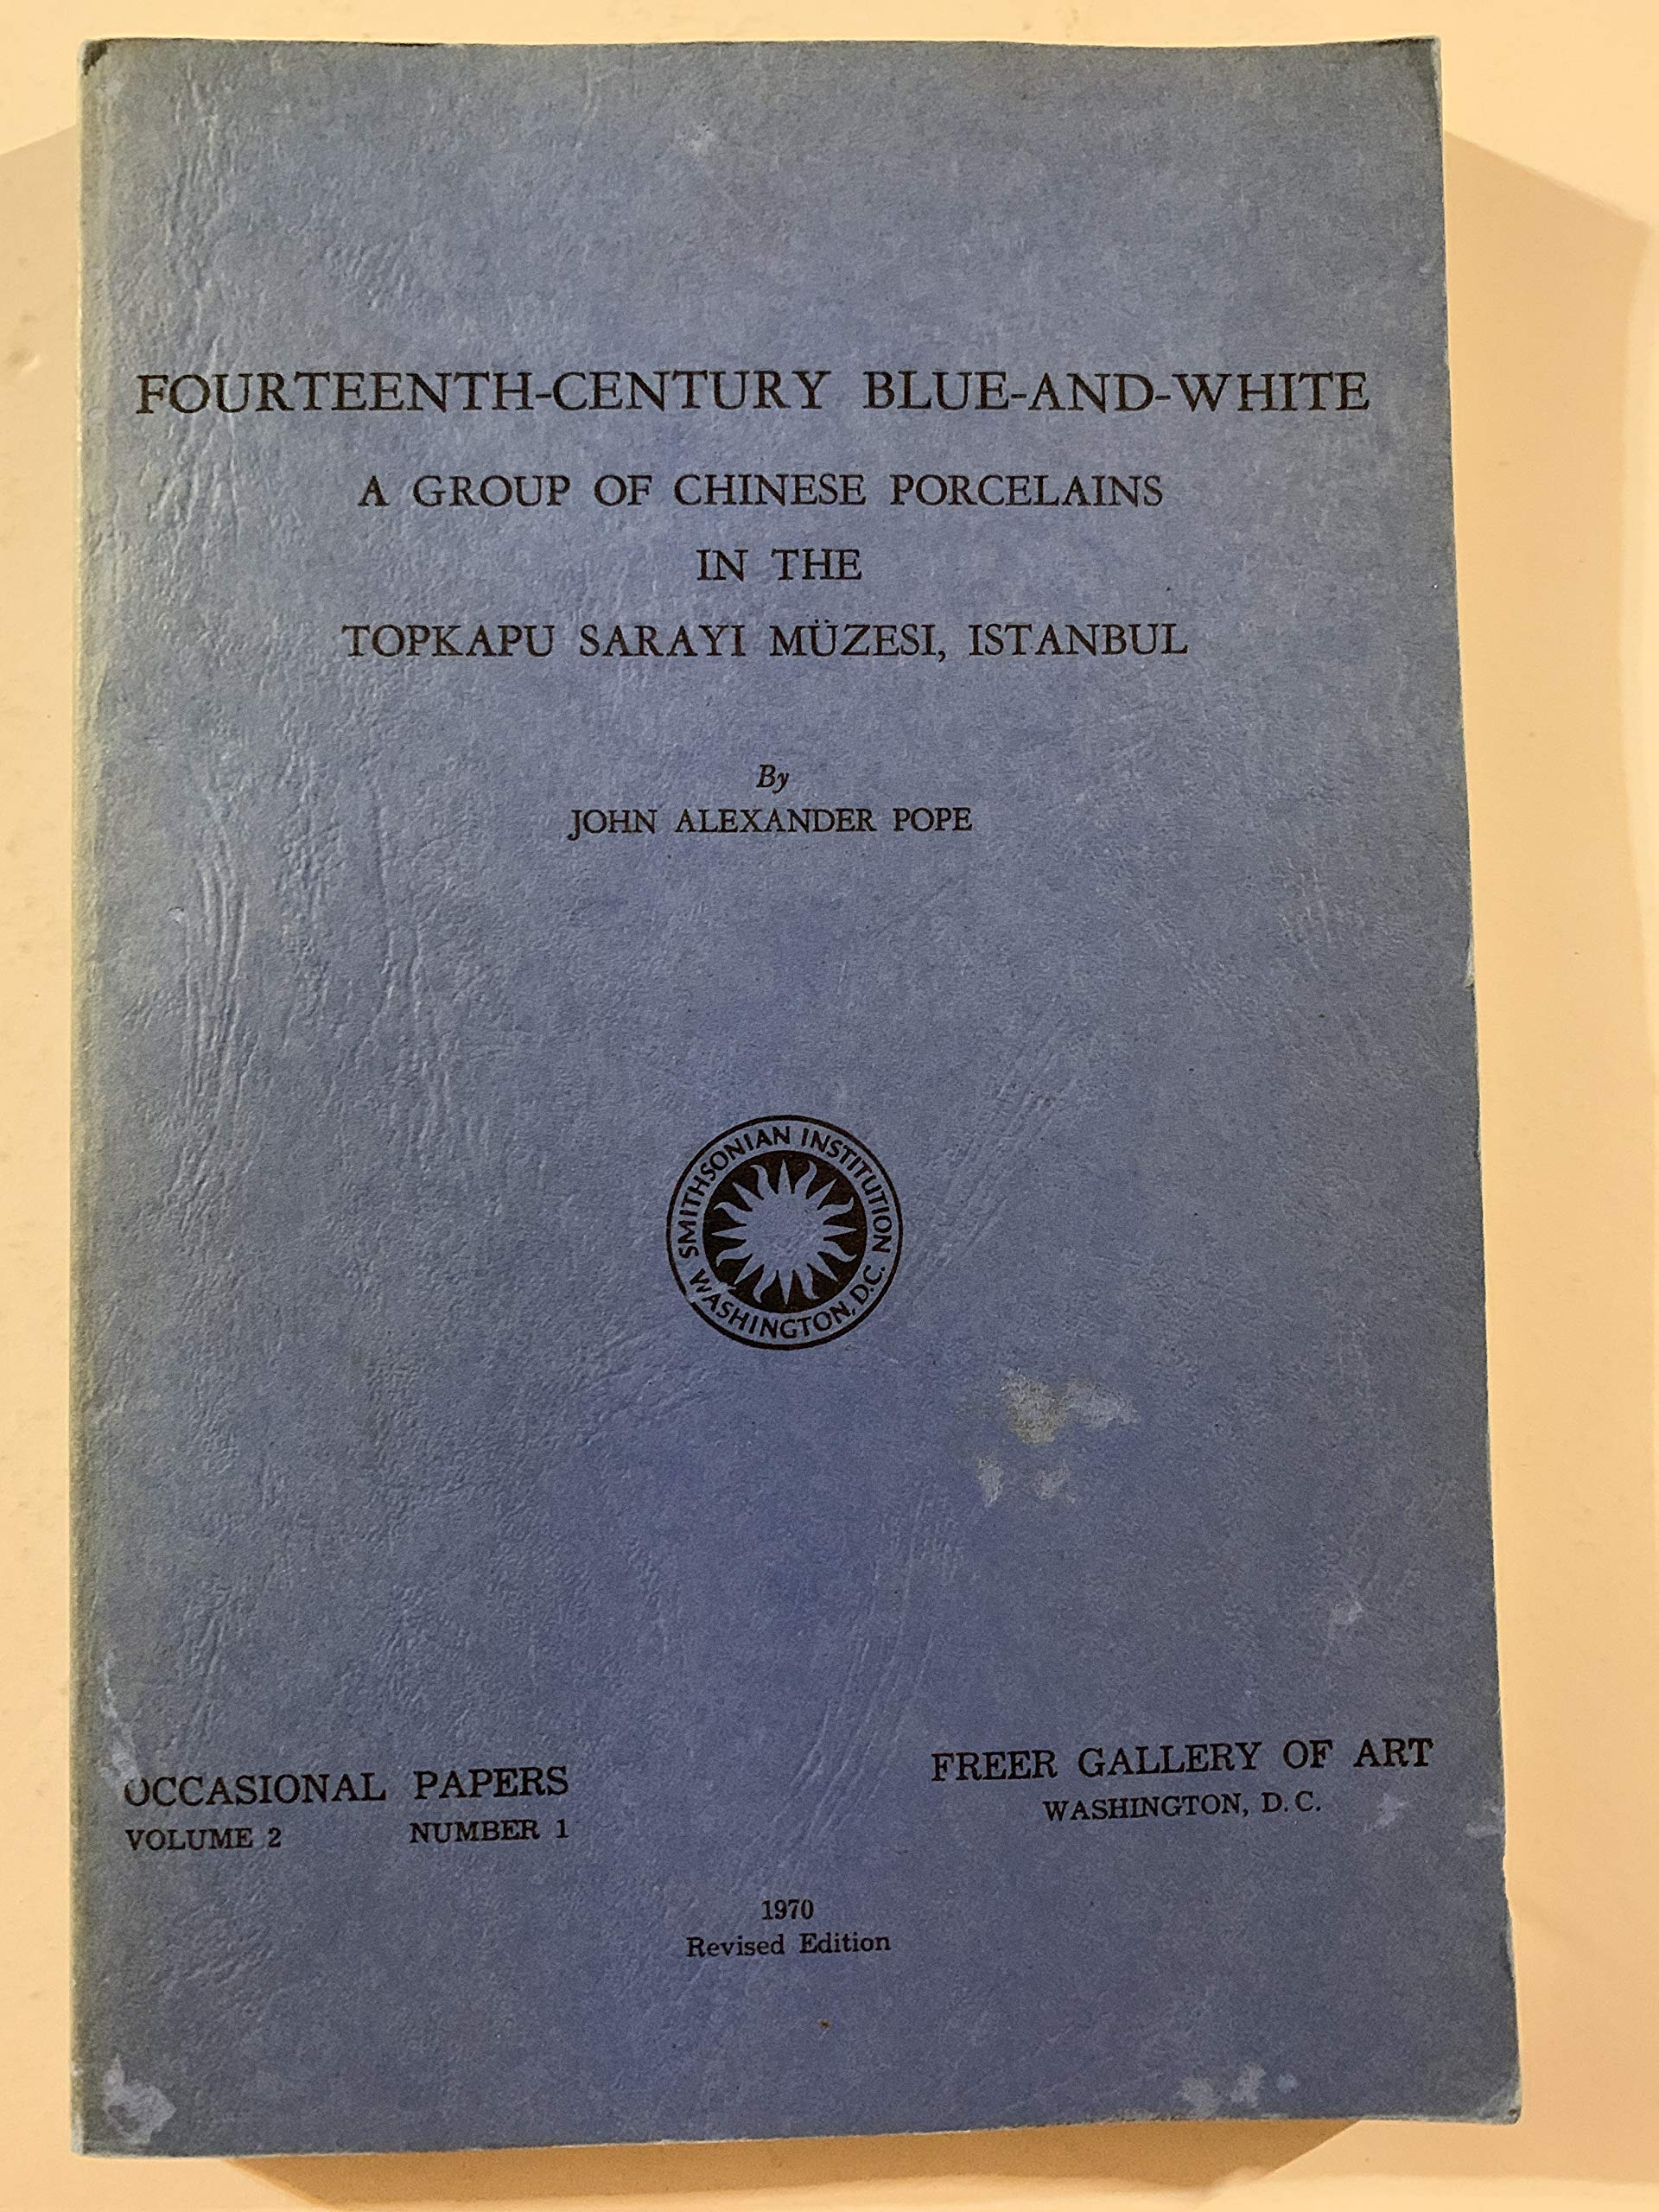 FOURTEENTH-CENTURY BLUE-AND-WHITE
A GROUP OF CHINESE PORCELAINS
IN THE
TOPKAPU SARAYI MÜZESI, ISTANBUL
By
JOHN ALEXANDER POPE
SMITHSONIAN INSTITUTION
WASHINGTON, D.C.
OCCASIONAL PAPERS
VOLUME 2 NUMBER 1
FREER GALLERY OF ART
WASHINGTON, D. C.
1970
Revised Edition